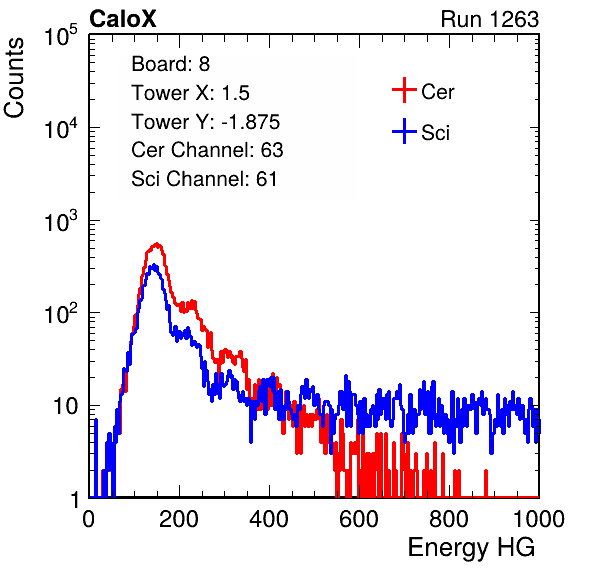 CaloX Run 1263
Counts
10^5
10^4
10^3
10^2
10
1
Board: 8
Tower X: 1.5
Tower Y: -1.875
Cer Channel: 63
Sci Channel: 61
Cer
Sci
0 200 400 600 800 1000
Energy HG